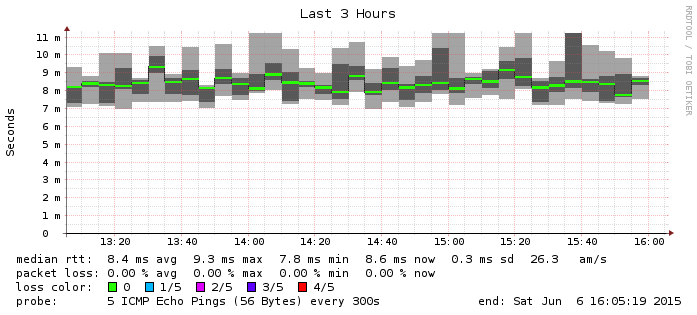 Last 3 Hours
RRDTOOL / TOBI OETIKER
Seconds
11 m
10 m
9 m
8 m
7 m
6 m
5 m
4 m
3 m
2 m
1 m
0
13:20 13:40 14:00 14:20 14:40 15:00 15:20 15:40 16:00
median rtt: 8.4 ms avg 9.3 ms max 7.8 ms min 8.6 ms now 0.3 ms sd 26.3 am/s
packet loss: 0.00 % avg 0.00 % max 0.00 % min 0.00 % now
loss color: 0 1/5 2/5 3/5 4/5
probe: 5 ICMP Echo Pings (56 Bytes) every 300s end: Sat Jun 6 16:05:19 2015